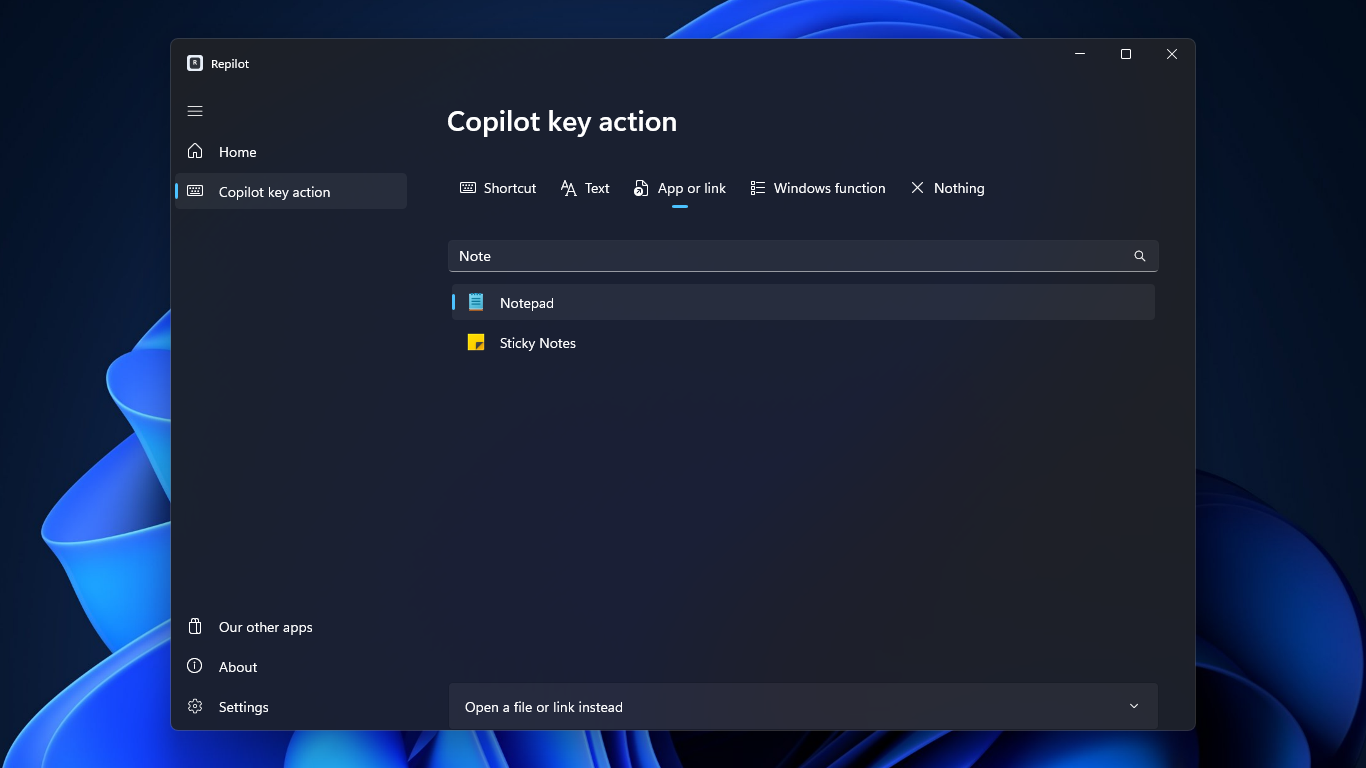 Repilot
Home
Copilot key action
Copilot key action
Shortcut
Text
App or link
Windows function
Nothing
Note
Notepad
Sticky Notes
Our other apps
About
Settings
Open a file or link instead